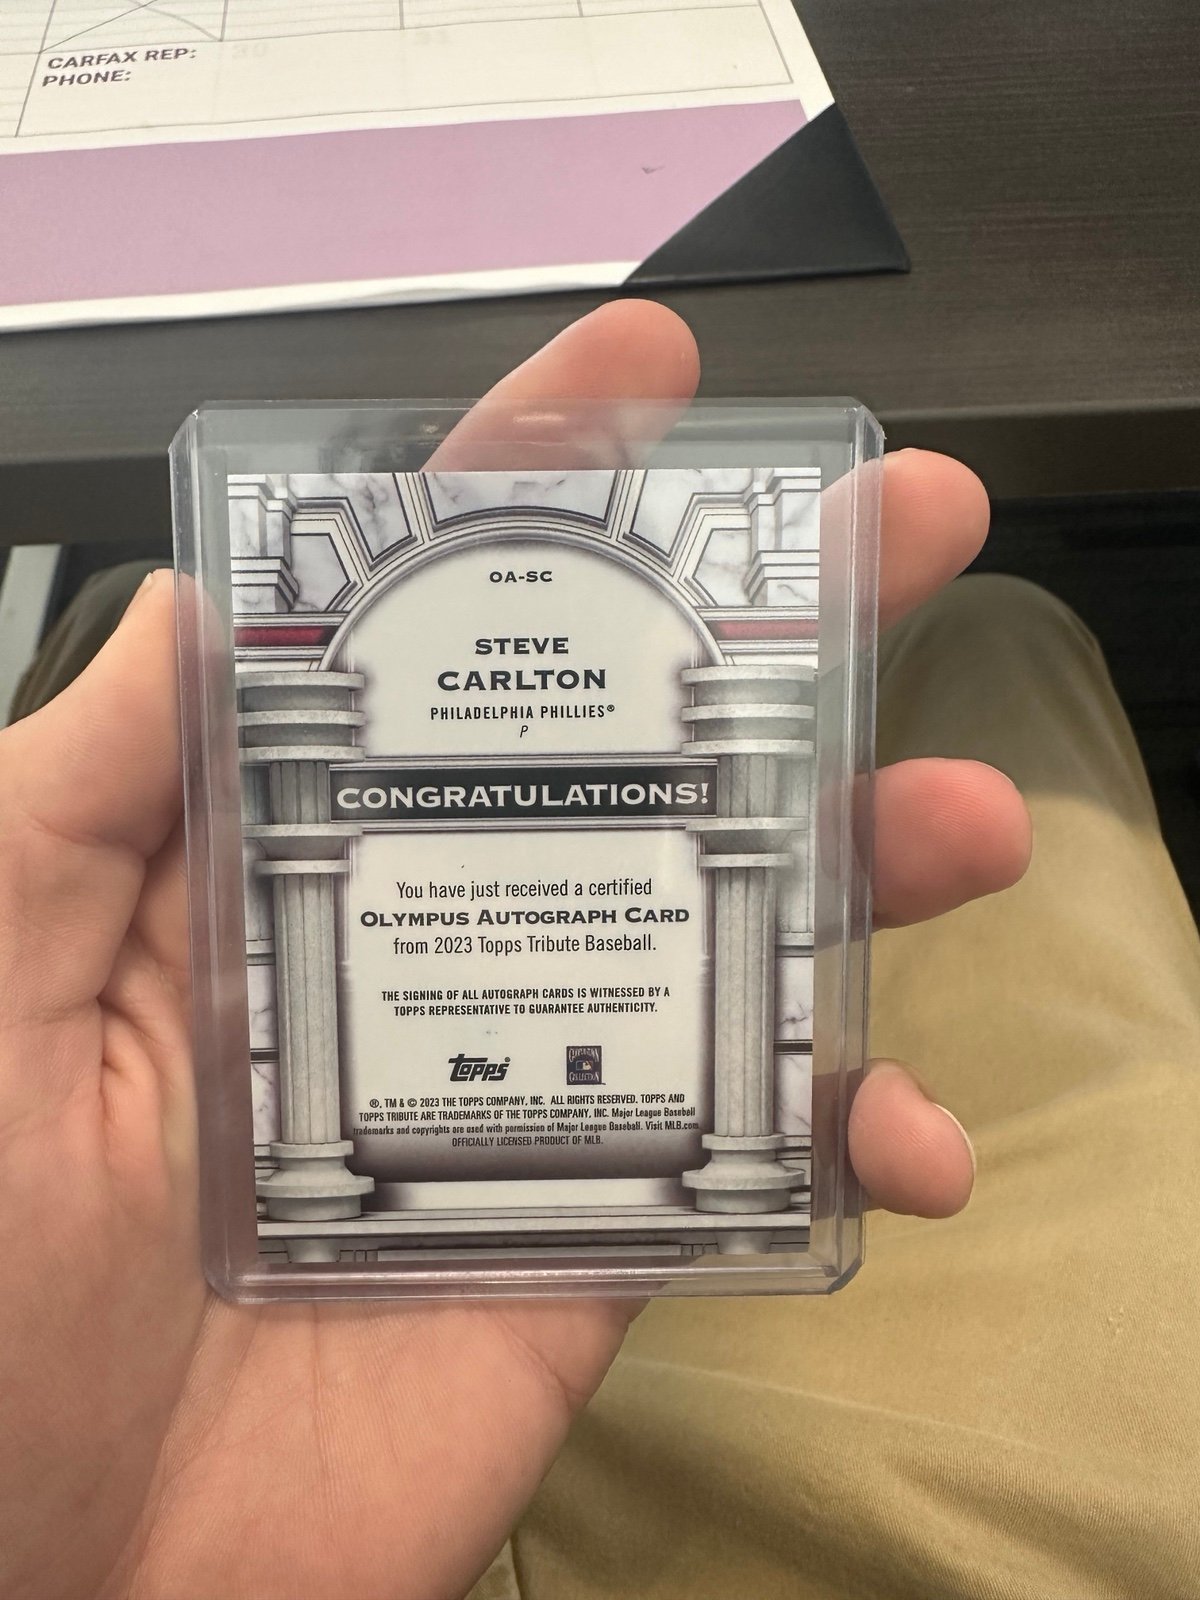 CARFAX REP:
PHONE:
OA-SC
STEVE
CARLTON
PHILADELPHIA PHILLIES®
P
CONGRATULATIONS!
You have just received a certified
OLYMPUS AUTOGRAPH CARD
from 2023 Topps Tribute Baseball.
THE SIGNING OF ALL AUTOGRAPH CARDS IS WITNESSED BY A
TOPPS REPRESENTATIVE TO GUARANTEE AUTHENTICITY.
Topps®
COOPERSTOWN
COLLECTION
®, TM & © 2023 THE TOPPS COMPANY, INC. ALL RIGHTS RESERVED. TOPPS AND
TOPPS TRIBUTE ARE TRADEMARKS OF THE TOPPS COMPANY, INC. Major League Baseball
trademarks and copyrights are used with permission of Major League Baseball. Visit MLB.com.
OFFICIALLY LICENSED PRODUCT OF MLB.